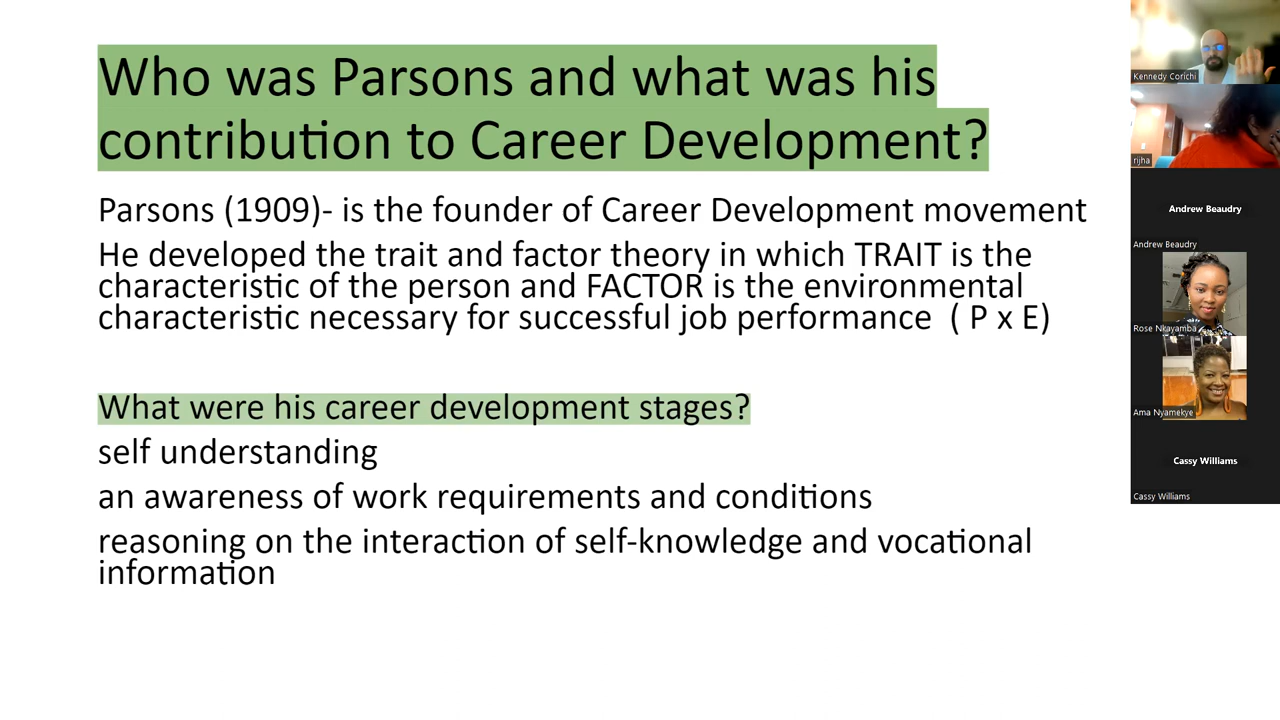 Who was Parsons and what was his
contribution to Career Development?
Parsons (1909)- is the founder of Career Development movement
He developed the trait and factor theory in which TRAIT is the
characteristic of the person and FACTOR is the environmental
characteristic necessary for successful job performance  ( P x E)
What were his career development stages?
self understanding
an awareness of work requirements and conditions
reasoning on the interaction of self-knowledge and vocational
information
Kennedy Corichi
rijha
Andrew Beaudry
Andrew Beaudry
Rose Nkayamba
Ama Nyamekye
Cassy Williams
Cassy Williams